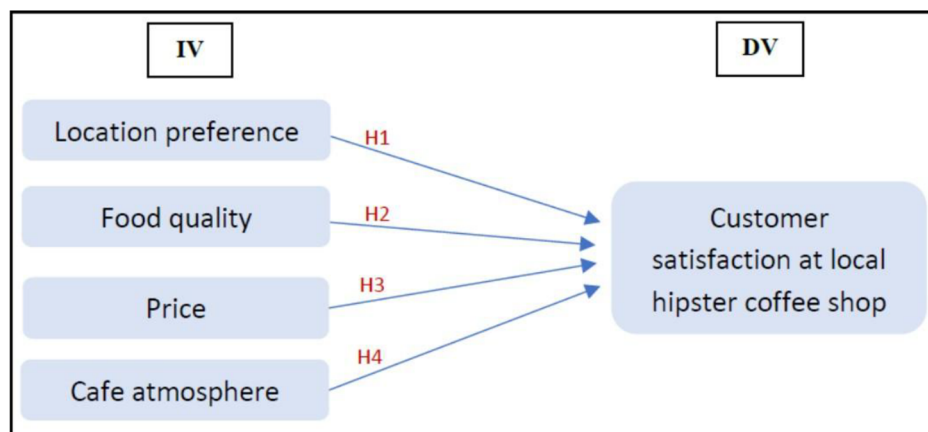 IV
DV
Location preference
H1
Food quality
H2
Price
H3
Cafe atmosphere
H4
Customer
satisfaction at local
hipster coffee shop